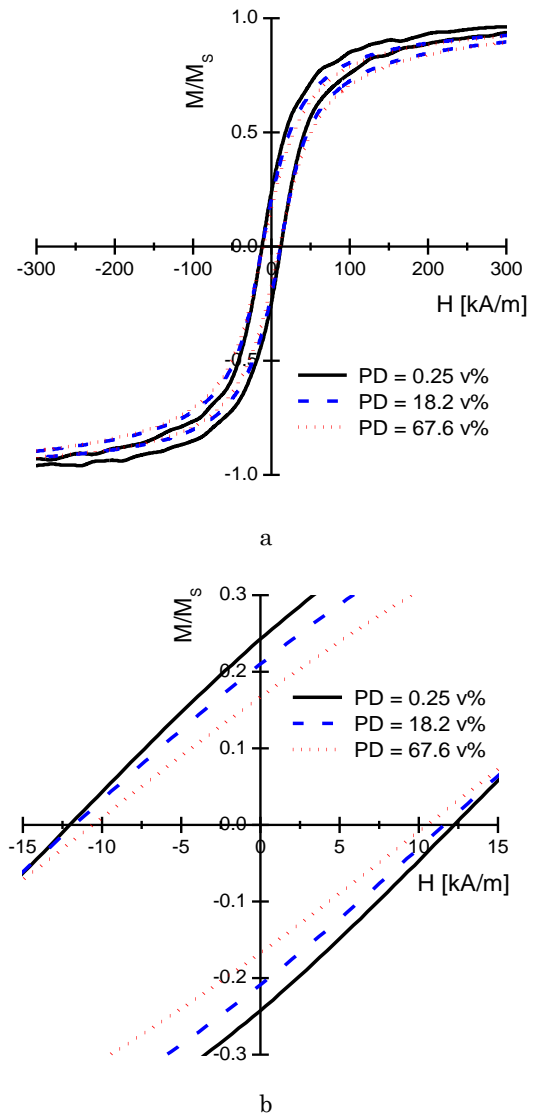 1.0
M/M_s
0.5
0.0
-300
-200
-100
0
100
200
300
H [kA/m]
-0.5
PD = 0.25 v%
PD = 18.2 v%
PD = 67.6 v%
-1.0
a
0.3
M/M_s
0.2
PD = 0.25 v%
PD = 18.2 v%
PD = 67.6 v%
0.1
0.0
-15
-10
-5
0
5
10
15
H [kA/m]
-0.1
-0.2
-0.3
b